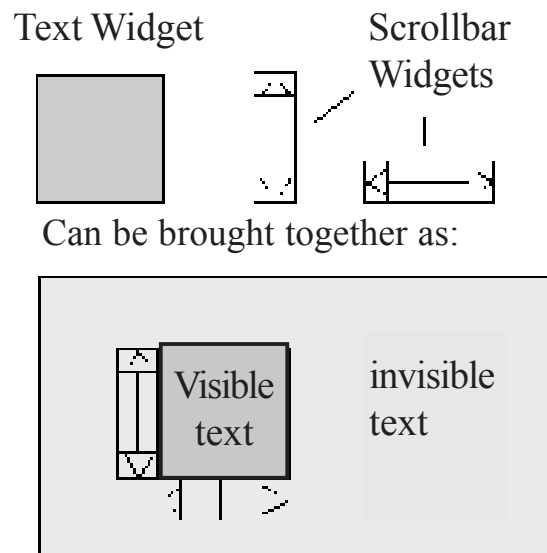 Text Widget
Scrollbar
Widgets
Can be brought together as:
Visible
text
invisible
text